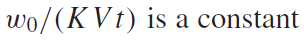 w₀/(KVt) is a constant